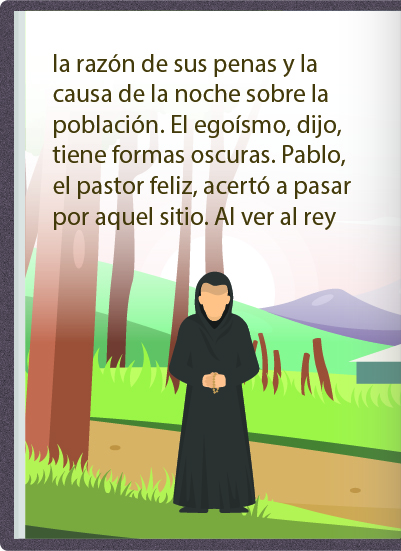 la razón de sus penas y la
causa de la noche sobre la
población. El egoísmo, dijo,
tiene formas oscuras. Pablo,
el pastor feliz, acertó a pasar
por aquel sitio. Al ver al rey